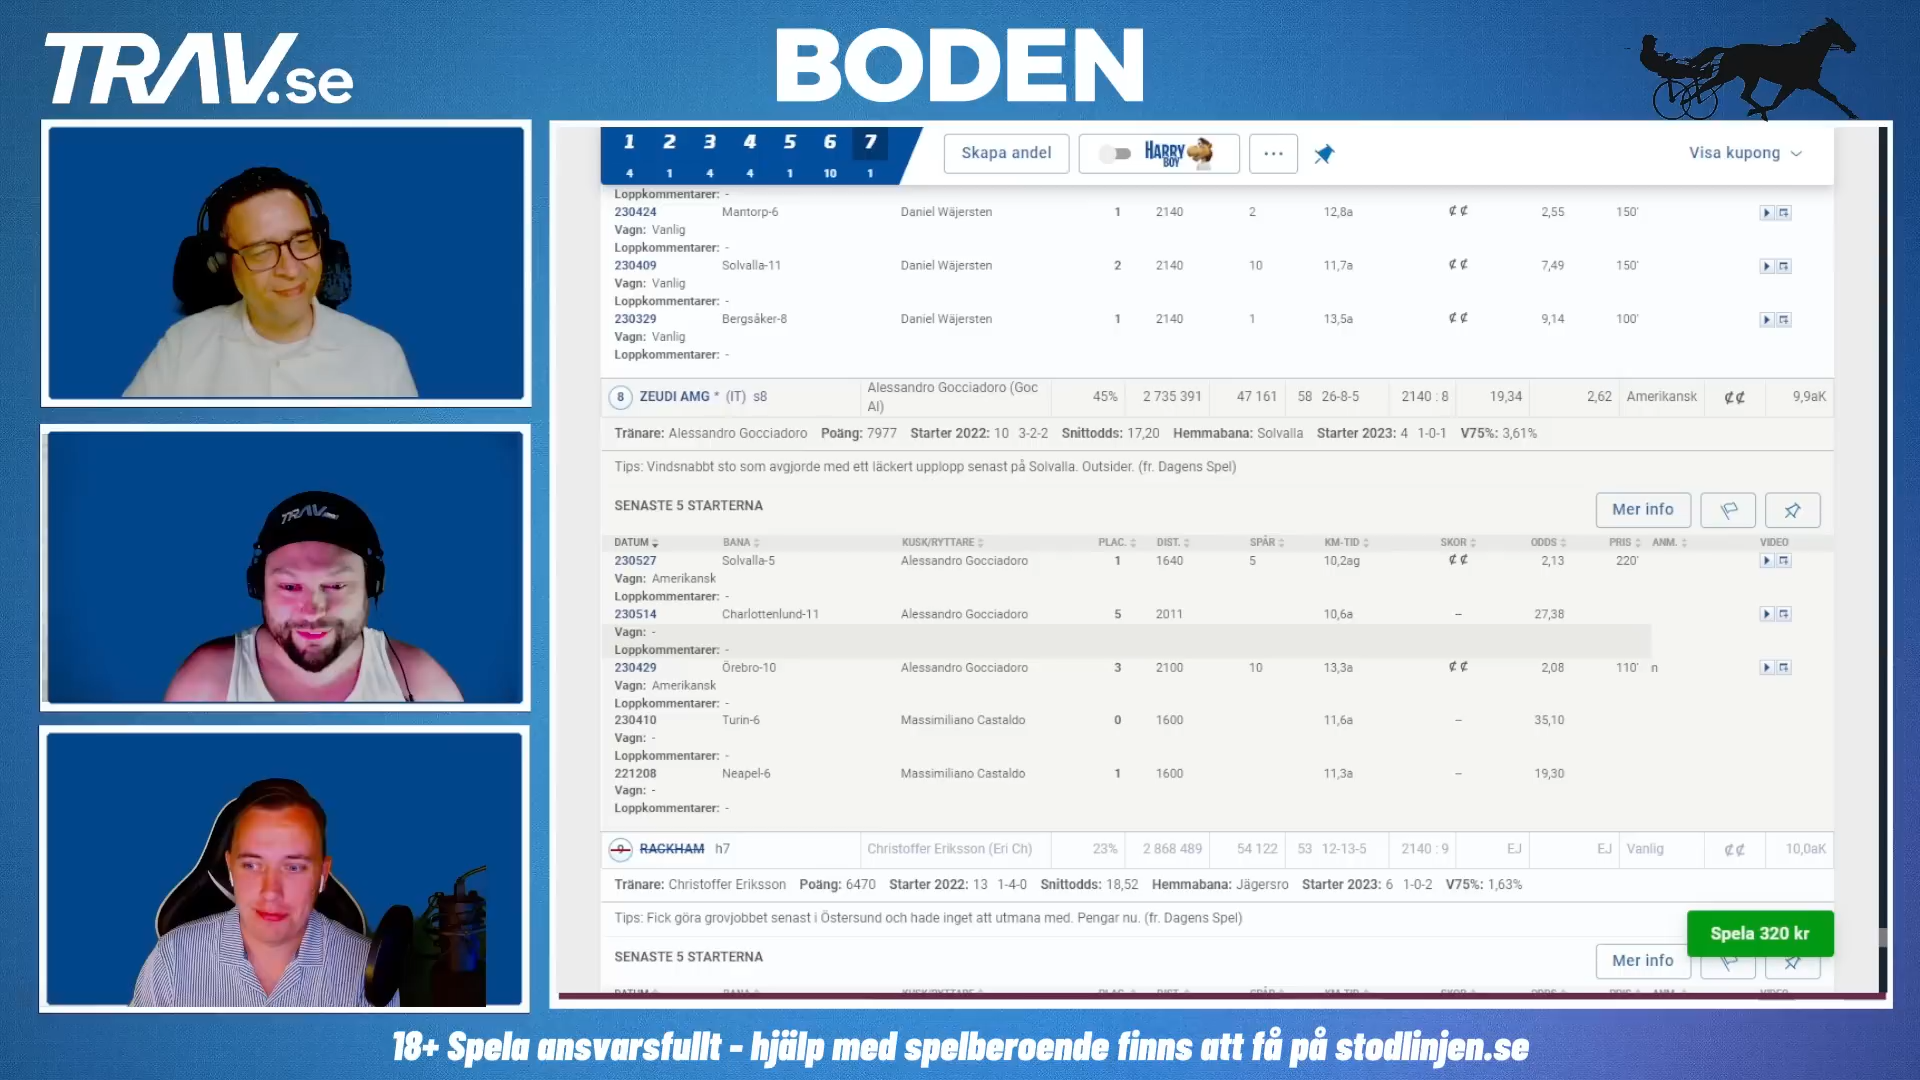 TRAV.se
BODEN
TRAV.se
1 2 3 4 5 6 7
4 1 4 4 1 10 1
Skapa andel
HARRY BOY
...
Visa kupong
Loppkommentarer: -
230424 Mantorp-6 Daniel Wäjersten 1 2140 2 12,8a ¢ ¢ 2,55 150'
Vagn: Vanlig
Loppkommentarer: -
230409 Solvalla-11 Daniel Wäjersten 2 2140 10 11,7a ¢ ¢ 7,49 150'
Vagn: Vanlig
Loppkommentarer: -
230329 Bergsåker-8 Daniel Wäjersten 1 2140 1 13,5a ¢ ¢ 9,14 100'
Vagn: Vanlig
Loppkommentarer: -
8 ZEUDI AMG * (IT) s8 Alessandro Gocciadoro (Goc Al) 45% 2 735 391 47 161 58 26-8-5 2140 : 8 19,34 2,62 Amerikansk ¢¢ 9,9aK
Tränare: Alessandro Gocciadoro Poäng: 7977 Starter 2022: 10 3-2-2 Snittodds: 17,20 Hemmabana: Solvalla Starter 2023: 4 1-0-1 V75%: 3,61%
Tips: Vindsnabbt sto som avgjorde med ett läckert upplopp senast på Solvalla. Outsider. (fr. Dagens Spel)
SENASTE 5 STARTERNA
Mer info
DATUM BANA KUSK/RYTTARE PLAC. DIST. SPÅR KM-TID SKOR ODDS PRIS ANM. VIDEO
230527 Solvalla-5 Alessandro Gocciadoro 1 1640 5 10,2ag ¢ ¢ 2,13 220'
Vagn: Amerikansk
Loppkommentarer: -
230514 Charlottenlund-11 Alessandro Gocciadoro 5 2011 10,6a – 27,38
Vagn: -
Loppkommentarer: -
230429 Örebro-10 Alessandro Gocciadoro 3 2100 10 13,3a ¢ ¢ 2,08 110' n
Vagn: Amerikansk
Loppkommentarer: -
230410 Turin-6 Massimiliano Castaldo 0 1600 11,6a – 35,10
Vagn: -
Loppkommentarer: -
221208 Neapel-6 Massimiliano Castaldo 1 1600 11,3a – 19,30
Vagn: -
Loppkommentarer: -
9 RACKHAM h7 Christoffer Eriksson (Eri Ch) 23% 2 868 489 54 122 53 12-13-5 2140 : 9 EJ EJ Vanlig ¢¢ 10,0aK
Tränare: Christoffer Eriksson Poäng: 6470 Starter 2022: 13 1-4-0 Snittodds: 18,52 Hemmabana: Jägersro Starter 2023: 6 1-0-2 V75%: 1,63%
Tips: Fick göra grovjobbet senast i Östersund och hade inget att utmana med. Pengar nu. (fr. Dagens Spel)
Spela 320 kr
SENASTE 5 STARTERNA
Mer info
DATUM BANA KUSK/RYTTARE PLAC. DIST. SPÅR KM-TID SKOR ODDS PRIS ANM. VIDEO
18+ Spela ansvarsfullt - hjälp med spelberoende finns att få på stodlinjen.se